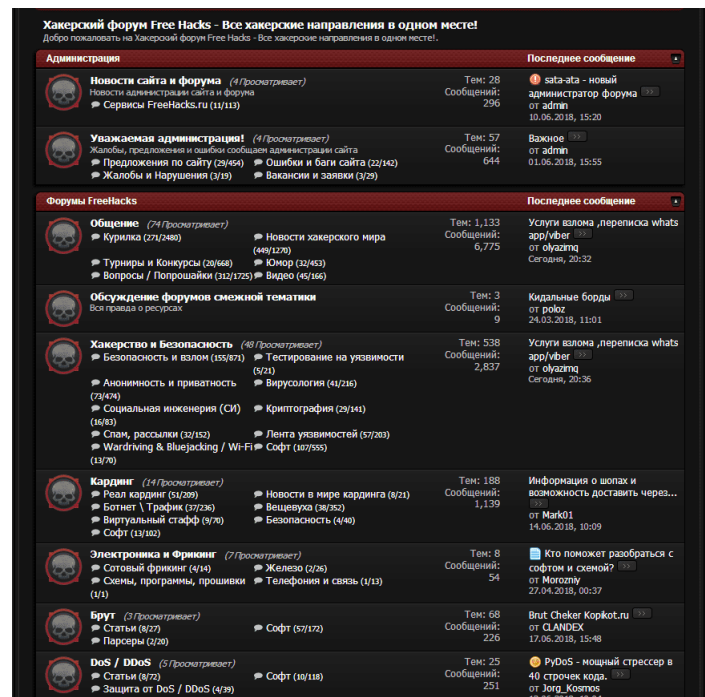 Хакерский форум Free Hacks - Все хакерские направления в одном месте!
Добро пожаловать на Хакерский форум Free Hacks - Все хакерские направления в одном месте!.
Администрация Последнее сообщение
Новости сайта и форума (4 Просматривает)
Новости администрации сайта и форума
Сервисы FreeHacks.ru (11/113)
Тем: 28
Сообщений:
296
sata-ata - новый
администратор форума >>
от admin
10.06.2018, 15:20
Уважаемая администрация! (4 Просматривает)
Жалобы, предложения и ошибки сообщаем администрации сайта
Предложения по сайту (29/454) Ошибки и баги сайта (22/142)
Жалобы и Нарушения (3/19) Вакансии и заявки (3/29)
Тем: 57
Сообщений:
644
Важное >>
от admin
01.06.2018, 15:55
Форумы FreeHacks Последнее сообщение
Общение (74 Просматривает)
Курилка (271/2480) Новости хакерского мира
(449/1270)
Турниры и Конкурсы (20/668) Юмор (32/453)
Вопросы / Попрошайки (312/1725) Видео (45/166)
Тем: 1,133
Сообщений:
6,775
Услуги взлома ,переписка whats
app/viber >>
от olyazimq
Сегодня, 20:32
Обсуждение форумов смежной тематики
Вся правда о ресурсах
Тем: 3
Сообщений:
9
Кидальные борды >>
от poloz
24.03.2018, 11:01
Хакерство и Безопасность (48 Просматривает)
Безопасность и взлом (155/871) Тестирование на уязвимости
(5/21)
Анонимность и приватность Вирусология (41/216)
(73/474)
Социальная инженерия (СИ) Криптография (29/141)
(16/83)
Спам, рассылки (32/152) Лента уязвимостей (57/203)
Wardriving & Bluejacking / Wi-Fi Софт (107/555)
(13/70)
Тем: 538
Сообщений:
2,837
Услуги взлома ,переписка whats
app/viber >>
от olyazimq
Сегодня, 20:36
Кардинг (14 Просматривает)
Реал кардинг (51/209) Новости в мире кардинга (8/21)
Ботнет \ Трафик (37/236) Вещевуха (38/352)
Виртуальный стафф (9/70) Безопасность (4/40)
Софт (13/102)
Тем: 188
Сообщений:
1,139
Информация о шопах и
возможность доставить через...
>>
от Mark01
14.06.2018, 10:09
Электроника и Фрикинг (7 Просматривает)
Сотовый фрикинг (4/14) Железо (2/26)
Схемы, программы, прошивки Телефония и связь (1/13)
(1/1)
Тем: 8
Сообщений:
54
Кто поможет разобраться с
софтом и схемой? >>
от Morozniy
27.04.2018, 00:37
Брут (3 Просматривает)
Статьи (8/27) Софт (57/172)
Парсеры (2/20)
Тем: 68
Сообщений:
226
Brut Cheker Kopikot.ru >>
от CLANDEX
17.06.2018, 15:48
DoS / DDoS (5 Просматривает)
Статьи (8/72) Софт (10/118)
Защита от DoS / DDoS (4/39)
Тем: 25
Сообщений:
251
PyDoS - мощный стрессер в
40 строчек кода. >>
от Jorg_Kosmos